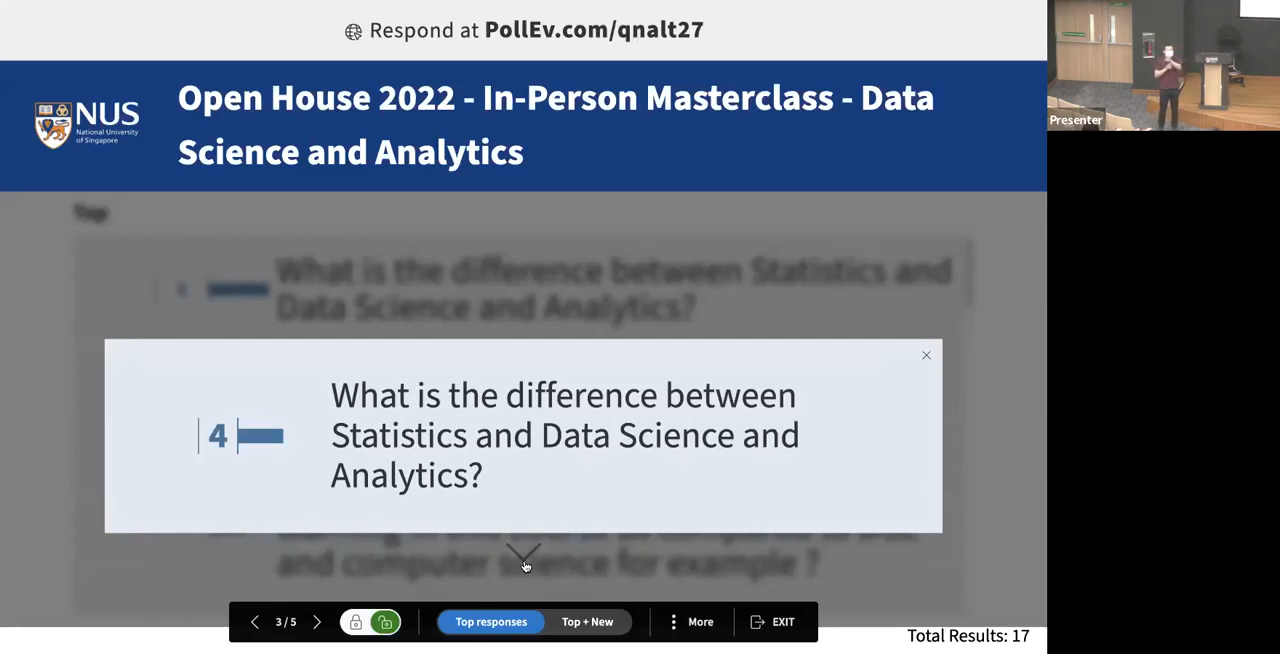 Respond at PollEv.com/qnalt27
NUS
National University
of Singapore
Open House 2022 - In-Person Masterclass - Data
Science and Analytics
Presenter
Top
What is the difference between Statistics and
Data Science and Analytics?
4
What is the difference between
Statistics and Data Science and
Analytics?
and computer science for example ?
3 / 5
Top responses
Top + New
More
EXIT
Total Results: 17